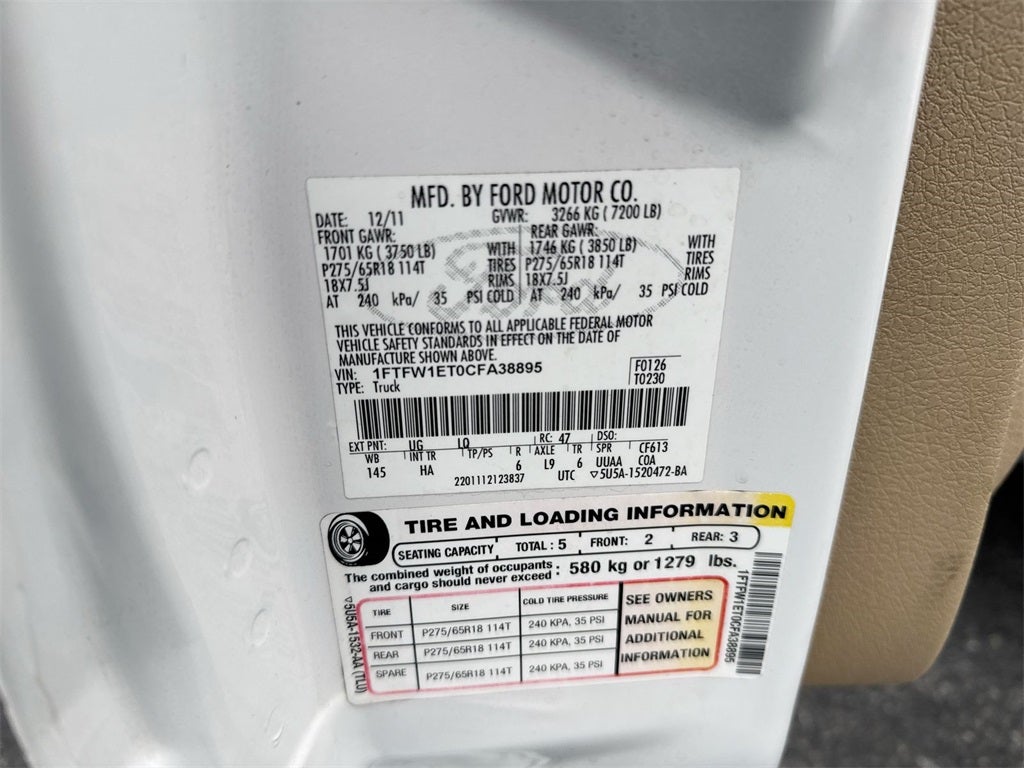 MFD. BY FORD MOTOR CO.
DATE: 12/11 GVWR: 3266 KG ( 7200 LB)
FRONT GAWR: REAR GAWR:
1701 KG ( 3750 LB) WITH 1746 KG ( 3850 LB) WITH
P275/65R18 114T TIRES P275/65R18 114T TIRES
18X7.5J RIMS 18X7.5J RIMS
AT 240 kPa/ 35 PSI COLD AT 240 kPa/ 35 PSI COLD
Ford
THIS VEHICLE CONFORMS TO ALL APPLICABLE FEDERAL MOTOR
VEHICLE SAFETY STANDARDS IN EFFECT ON THE DATE OF
MANUFACTURE SHOWN ABOVE.
VIN: 1FTFW1ET0CFA38895 F0126
TYPE: Truck T0230
EXT PNT: UG LQ RC: 47 DSO:
WB INT TR TP/PS R AXLE TR SPR CF613
145 HA 6 L9 6 UUAA COA
2201112123837 UTC ▽5U5A-1520472-BA
TIRE AND LOADING INFORMATION
SEATING CAPACITY TOTAL : 5 FRONT: 2 REAR: 3
The combined weight of occupants
and cargo should never exceed : 580 kg or 1279 lbs.
TIRE SIZE COLD TIRE PRESSURE
FRONT P275/65R18 114T 240 KPA, 35 PSI
REAR P275/65R18 114T 240 KPA, 35 PSI
SPARE P275/65R18 114T 240 KPA, 35 PSI
SEE OWNERS
MANUAL FOR
ADDITIONAL
INFORMATION
▽5U5A-1532-AA (TLU)
1FTFW1ET0CFA38895